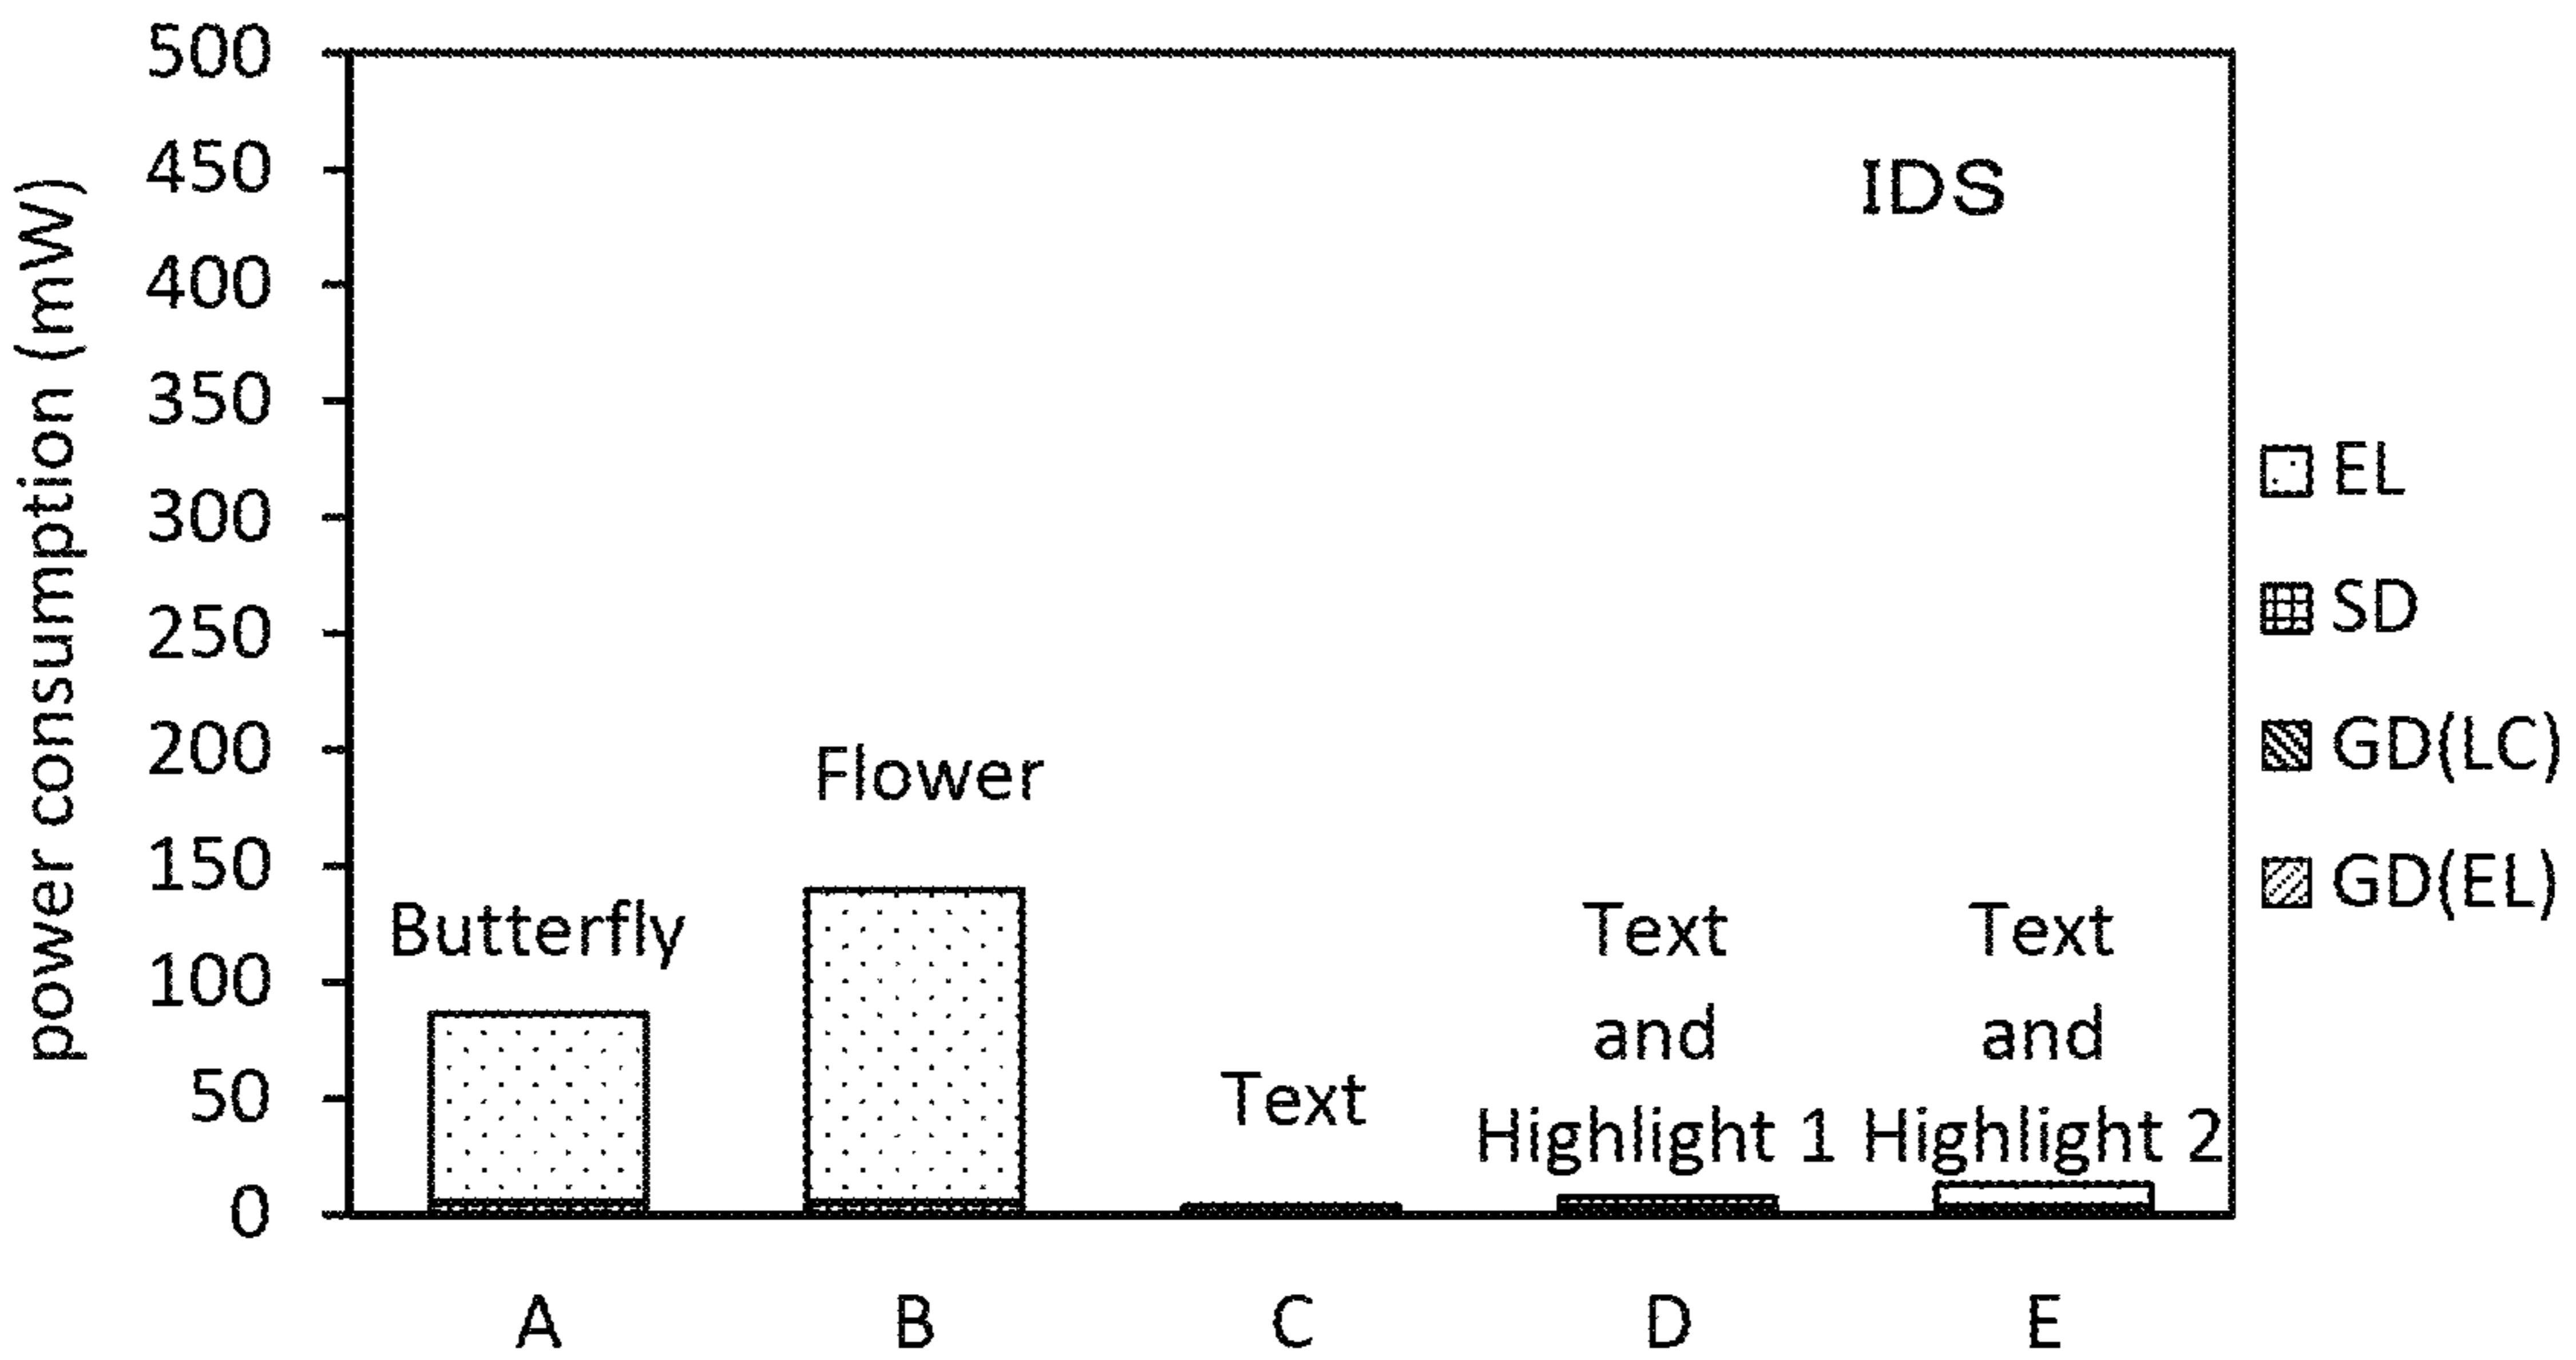 power consumption (mW)
500
450
400
350
300
250
200
150
100
50
0
IDS
Butterfly
Flower
Text
Text
and
Highlight 1
Text
and
Highlight 2
A
B
C
D
E
EL
SD
GD(LC)
GD(EL)